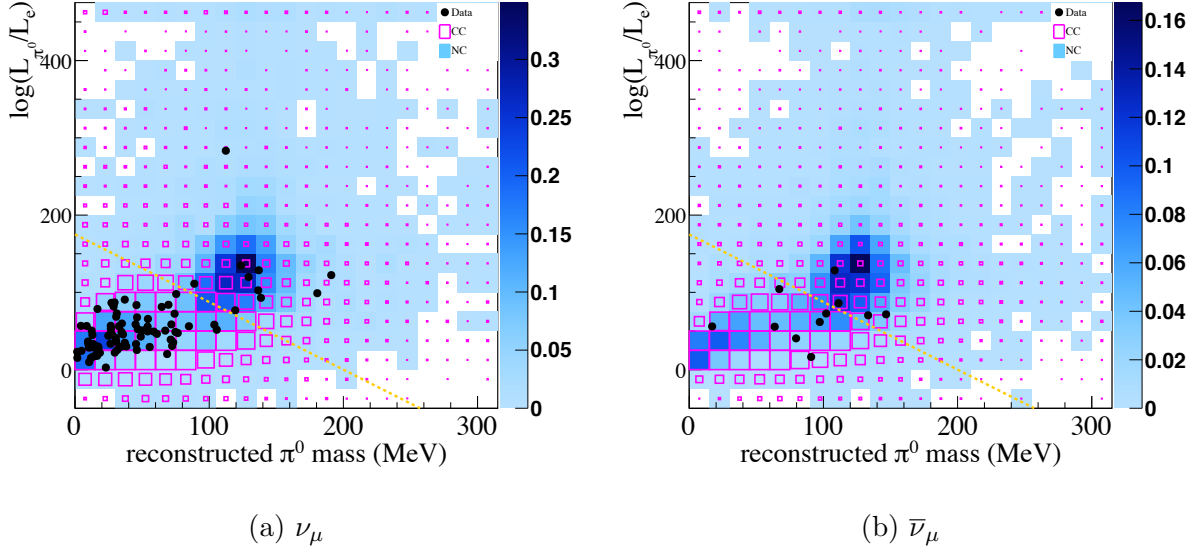 log(L_π⁰/L_e)
400
200
0
0 100 200 300
reconstructed π⁰ mass (MeV)
Data
CC
NC
0.3
0.25
0.2
0.15
0.1
0.05
0
(a) ν_μ
log(L_π⁰/L_e)
400
200
0
0 100 200 300
reconstructed π⁰ mass (MeV)
Data
CC
NC
0.16
0.14
0.12
0.1
0.08
0.06
0.04
0.02
0
(b) ν̅_μ